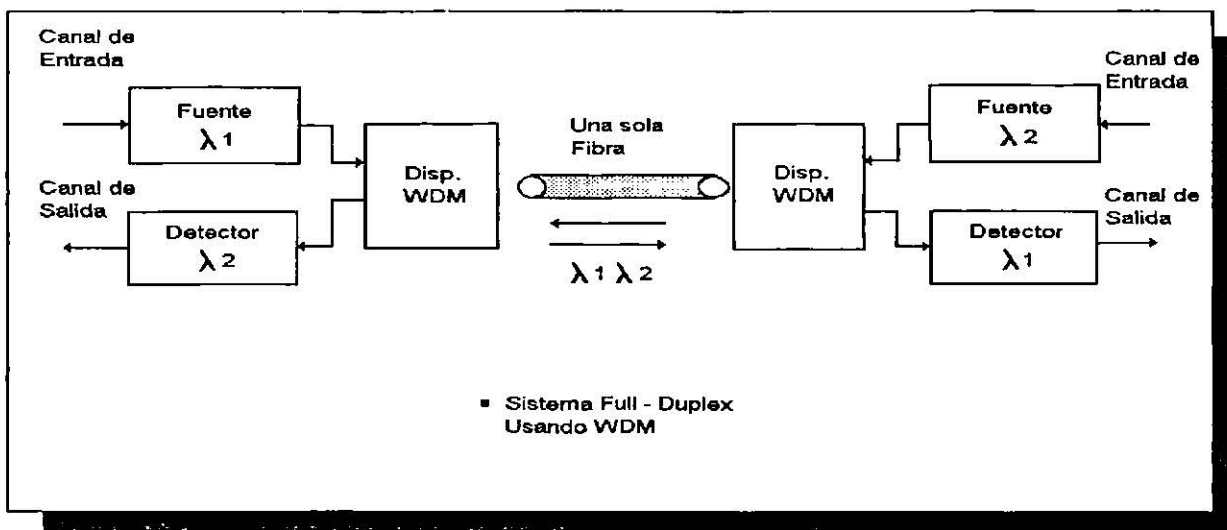 Canal de
Entrada
Fuente
λ1
Canal de
Salida
Detector
λ2
Disp.
WDM
Una sola
Fibra
λ1 λ2
Disp.
WDM
Canal de
Entrada
Fuente
λ2
Canal de
Salida
Detector
λ1
▪ Sistema Full - Duplex
Usando WDM